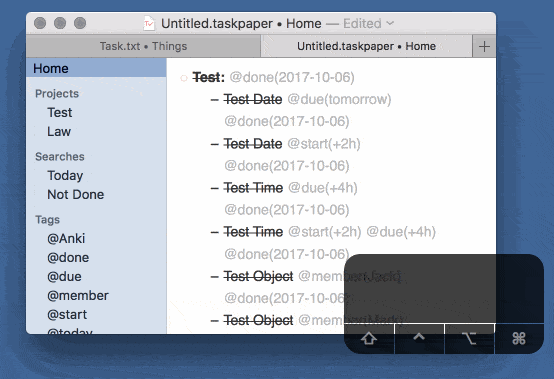 Untitled.taskpaper • Home — Edited
Task.txt • Things
Untitled.taskpaper • Home
Home
Projects
Test
Law
Searches
Today
Not Done
Tags
@Anki
@done
@due
@member
@start
@today
Test: @done(2017-10-06)
– Test Date @due(tomorrow)
@done(2017-10-06)
– Test Date @start(+2h)
@done(2017-10-06)
– Test Time @due(+4h)
@done(2017-10-06)
– Test Time @start(+2h) @due(+4h)
@done(2017-10-06)
– Test Object @member(Jack)
@done(2017-10-06)
– Test Object @member(Mark)